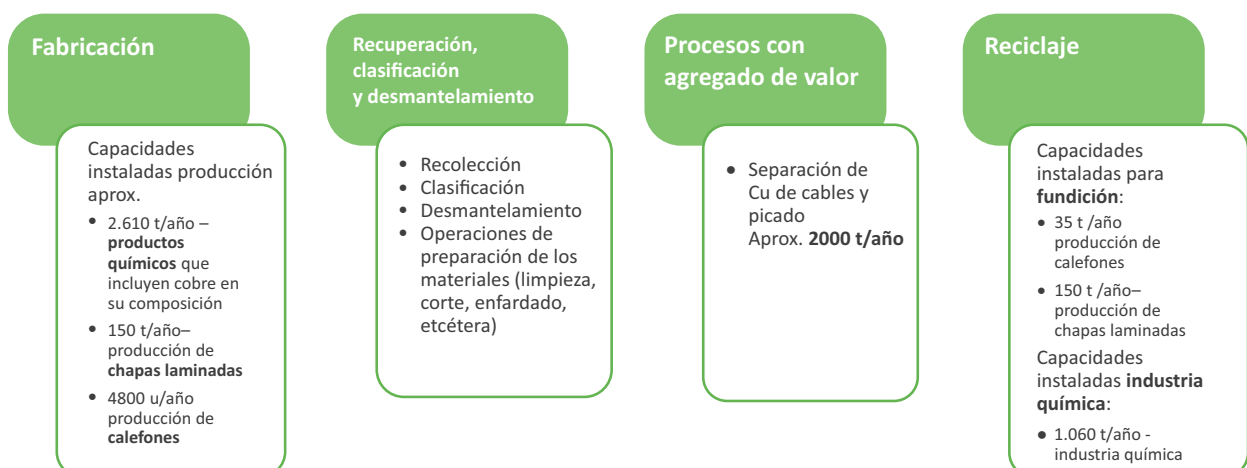 Fabricación
Capacidades
instaladas producción
aprox.
• 2.610 t/año –
productos
químicos que
incluyen cobre en
su composición
• 150 t/año–
producción de
chapas laminadas
• 4800 u/año
producción de
calefones
Recuperación,
clasificación
y desmantelamiento
• Recolección
• Clasificación
• Desmantelamiento
• Operaciones de
preparación de los
materiales (limpieza,
corte, enfardado,
etcétera)
Procesos con
agregado de valor
• Separación de
Cu de cables y
picado
Aprox. 2000 t/año
Reciclaje
Capacidades
instaladas para
fundición:
• 35 t /año
producción de
calefones
• 150 t /año–
producción de
chapas laminadas
Capacidades
instaladas industria
química:
• 1.060 t/año -
industria química